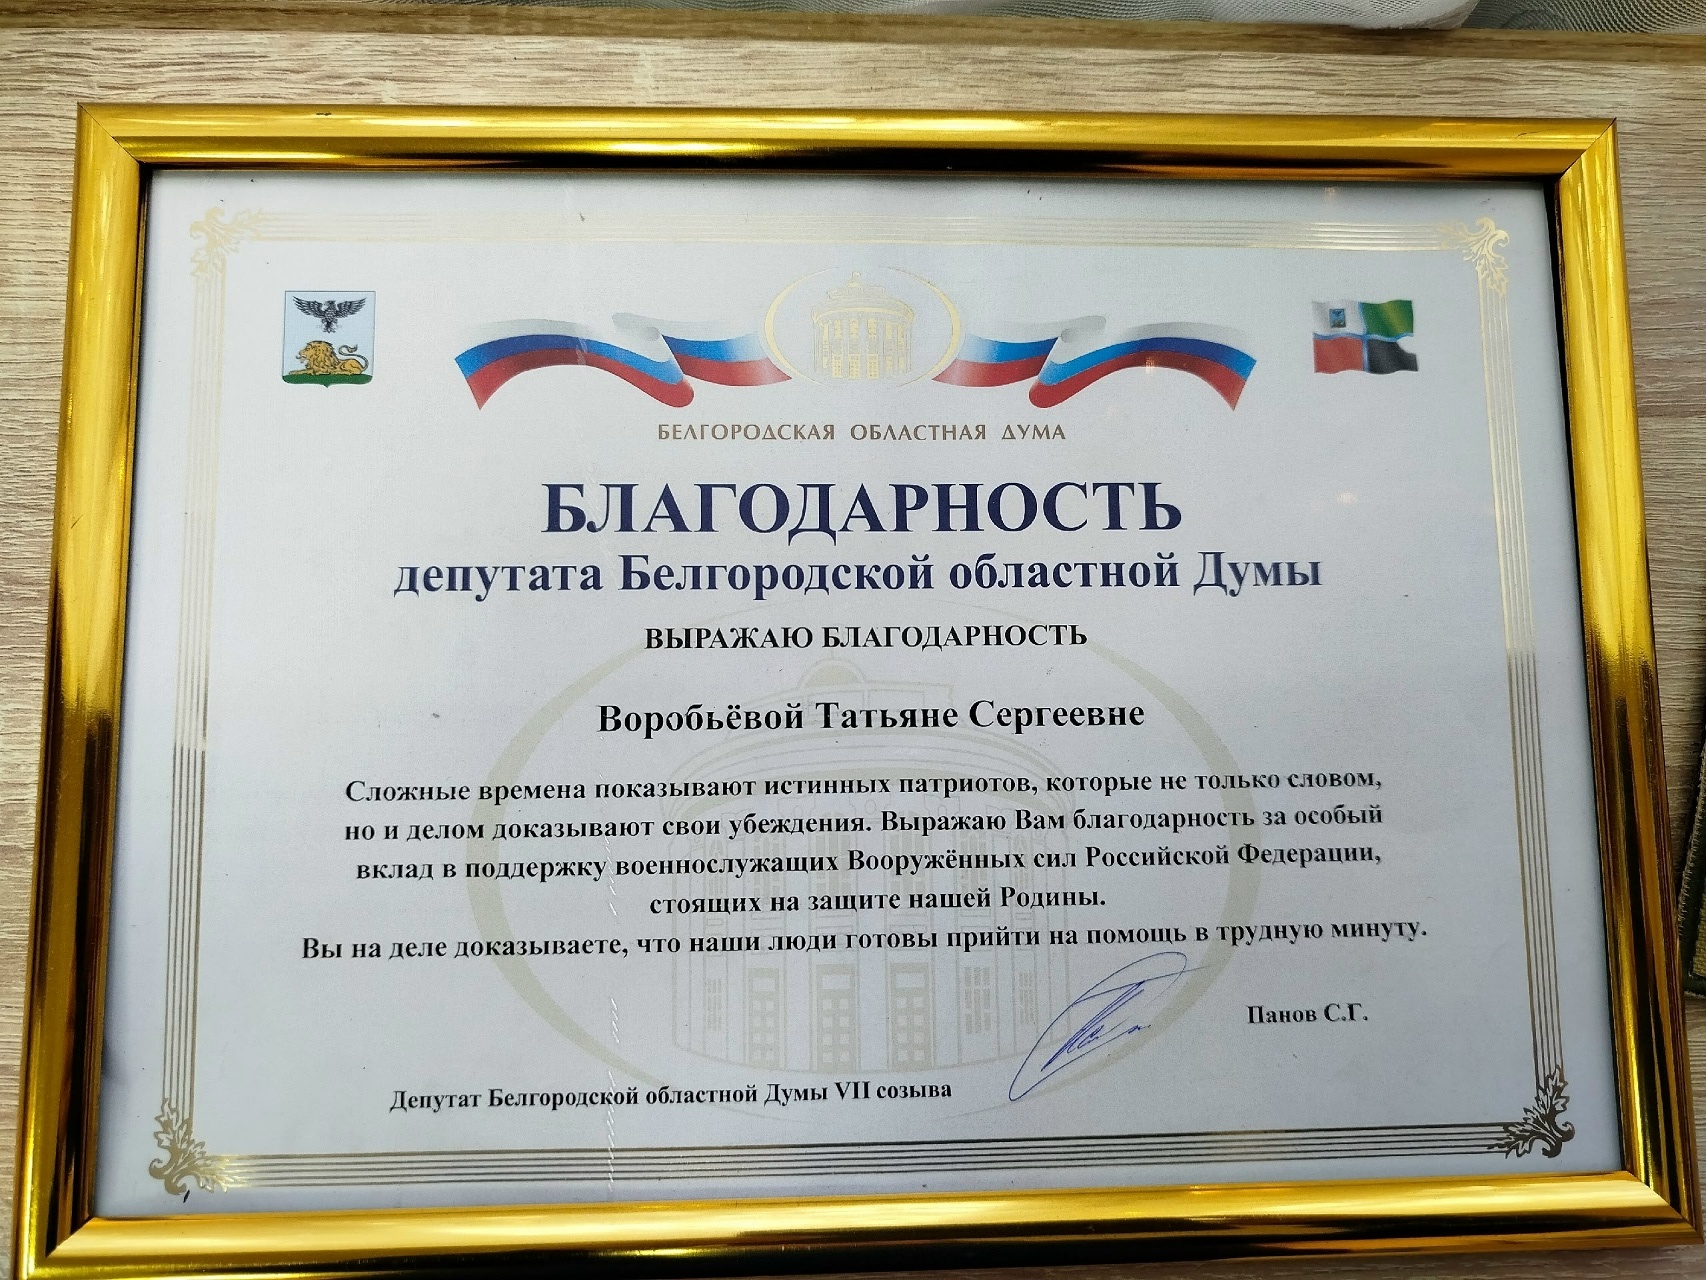 БЕЛГОРОДСКАЯ ОБЛАСТНАЯ ДУМА
БЛАГОДАРНОСТЬ
депутата Белгородской областной Думы
ВЫРАЖАЮ БЛАГОДАРНОСТЬ
Воробьёвой Татьяне Сергеевне
Сложные времена показывают истинных патриотов, которые не только словом,
но и делом доказывают свои убеждения. Выражаю Вам благодарность за особый
вклад в поддержку военнослужащих Вооружённых сил Российской Федерации,
стоящих на защите нашей Родины.
Вы на деле доказываете, что наши люди готовы прийти на помощь в трудную минуту.
Панов С.Г.
Депутат Белгородской областной Думы VII созыва